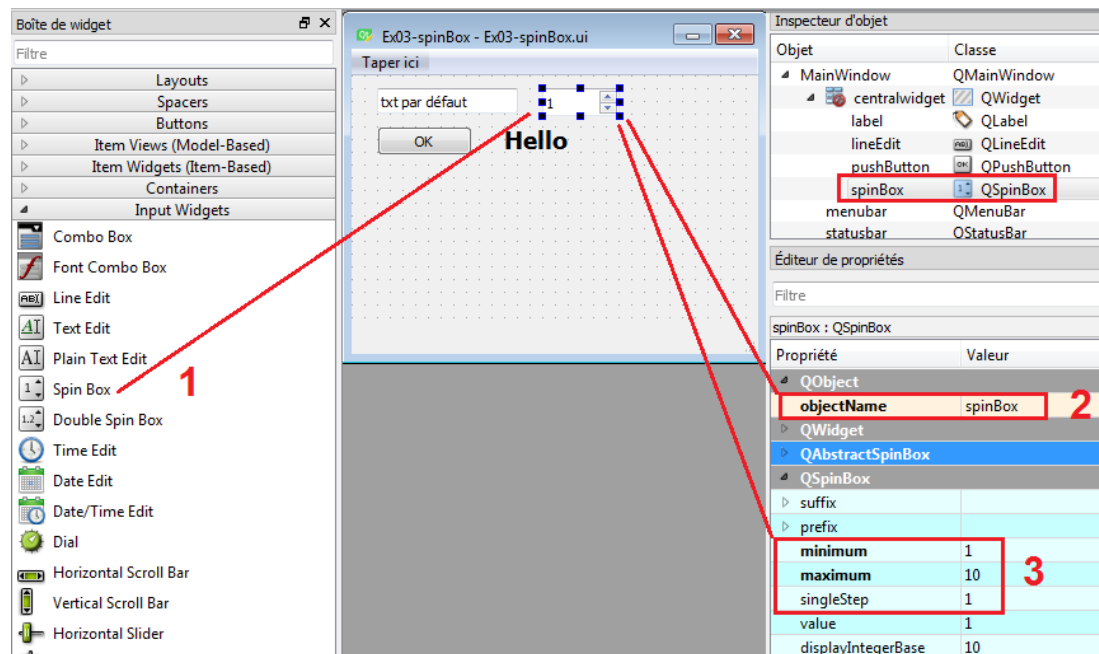 Boîte de widget
Filtre
Layouts
Spacers
Buttons
Item Views (Model-Based)
Item Widgets (Item-Based)
Containers
Input Widgets
Combo Box
Font Combo Box
Line Edit
Text Edit
Plain Text Edit
Spin Box
Double Spin Box
Time Edit
Date Edit
Date/Time Edit
Dial
Horizontal Scroll Bar
Vertical Scroll Bar
Horizontal Slider
1
Ex03-spinBox - Ex03-spinBox.ui
Taper ici
txt par défaut
1
OK
Hello
Inspecteur d'objet
Objet Classe
MainWindow QMainWindow
centralwidget QWidget
label QLabel
lineEdit QLineEdit
pushButton QPushButton
spinBox QSpinBox
menubar QMenuBar
statusbar QStatusBar
Éditeur de propriétés
Filtre
spinBox : QSpinBox
Propriété Valeur
QObject
objectName spinBox
2
QWidget
QAbstractSpinBox
QSpinBox
suffix
prefix
minimum 1
maximum 10
3
singleStep 1
value 1
displayIntegerBase 10